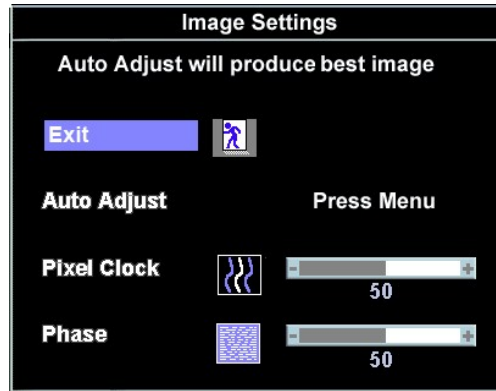 Image Settings
Auto Adjust will produce best image
Exit
Auto Adjust Press Menu
Pixel Clock - +
50
Phase - +
50